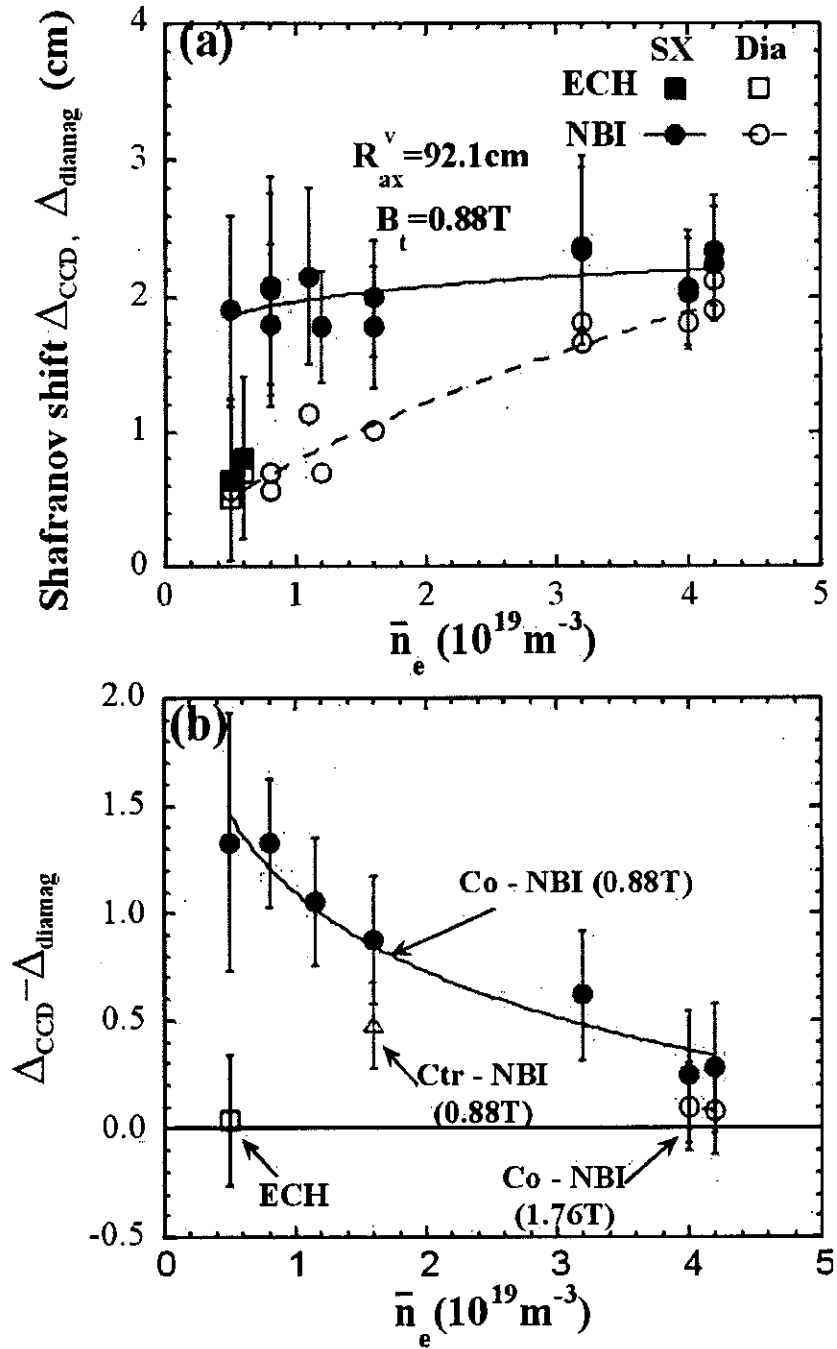 (a)
SX Dia
ECH
NBI
R_ax^v=92.1cm
B_t=0.88T
Shafranov shift Δ_CCD, Δ_diamag (cm)
4
3
2
1
0
0 1 2 3 4 5
n̄_e (10^19 m^-3)
(b)
2.0
1.5
1.0
0.5
0.0
-0.5
Δ_CCD－Δ_diamag
Co - NBI (0.88T)
Ctr - NBI
(0.88T)
ECH
Co - NBI
(1.76T)
0 1 2 3 4 5
n̄_e (10^19 m^-3)